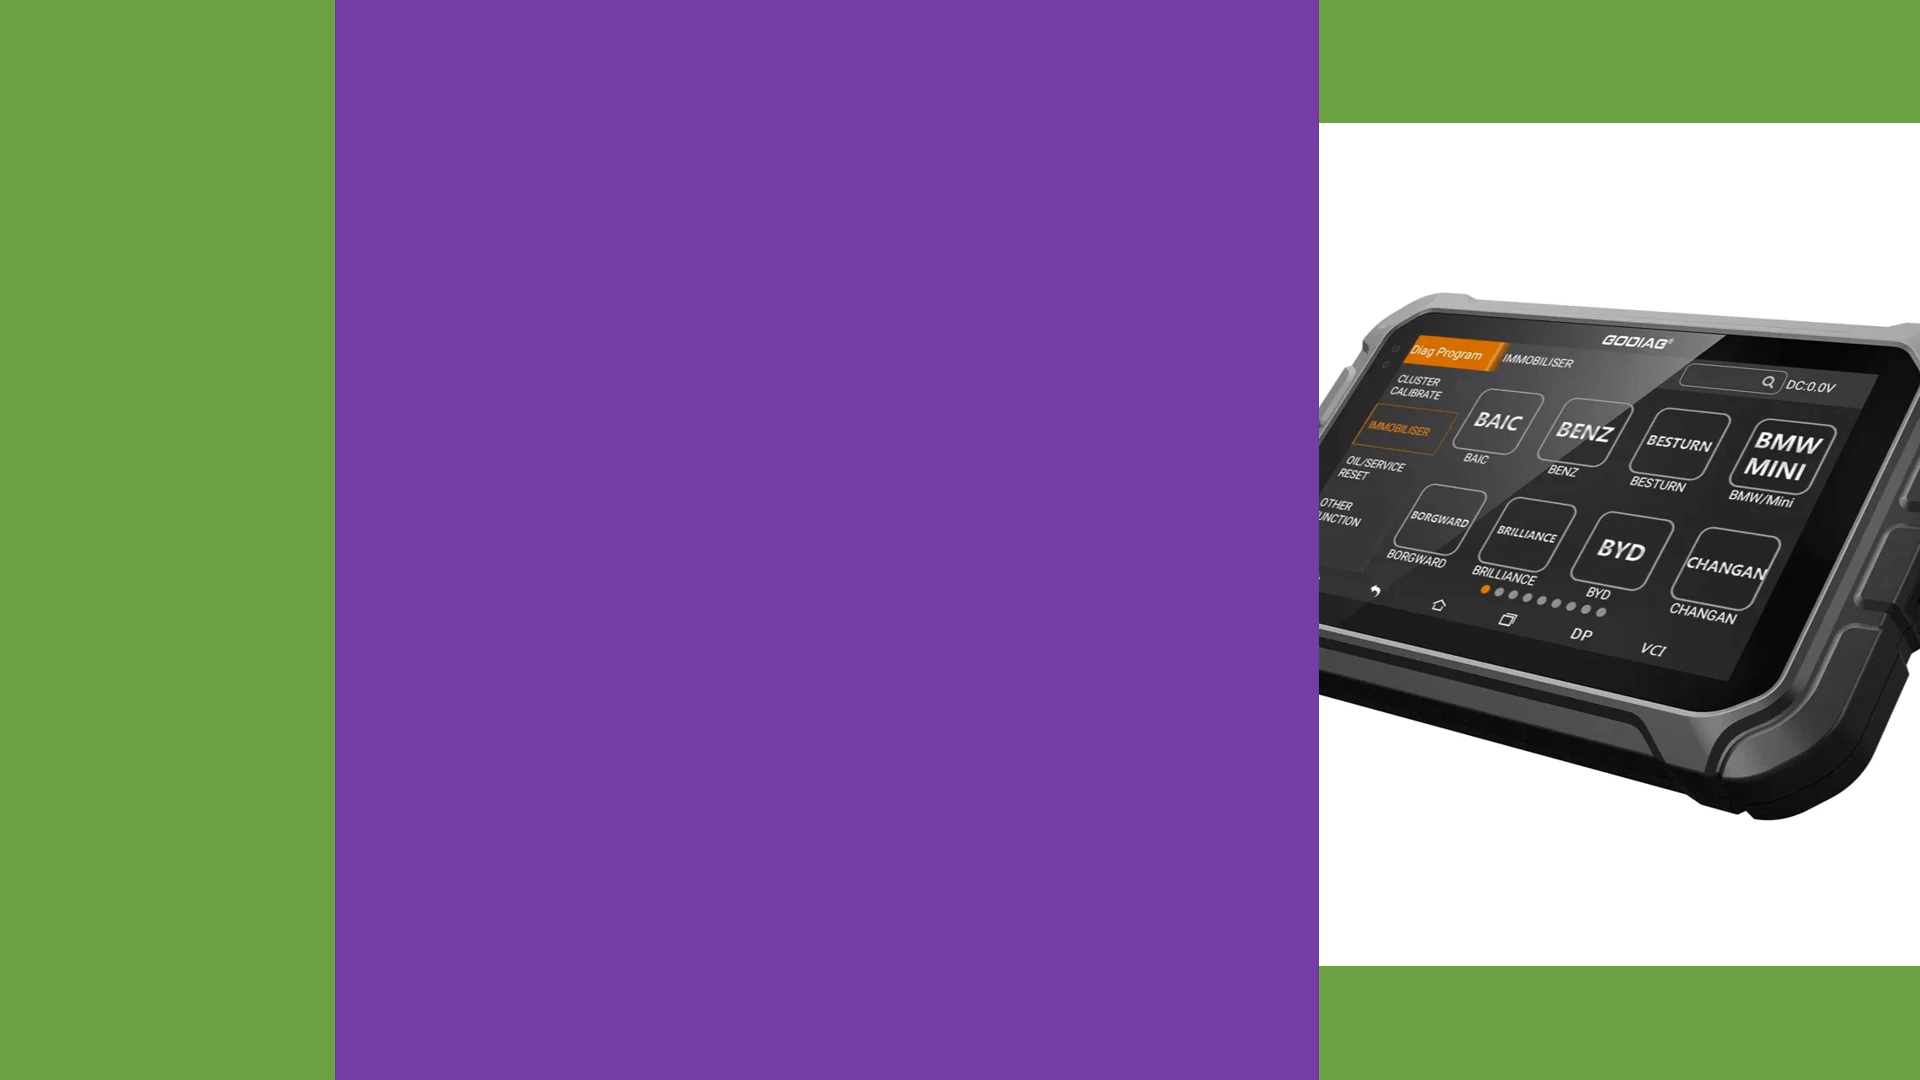 GODIAG®
Diag Program IMMOBILISER
DC:0.0V
CLUSTER
CALIBRATE
IMMOBILISER
OIL/SERVICE
RESET
OTHER
UNCTION
BAIC
BAIC
BENZ
BENZ
BESTURN
BESTURN
BMW
MINI
BMW/Mini
BORGWARD
BORGWARD
BRILLIANCE
BRILLIANCE
BYD
BYD
CHANGAN
CHANGAN
DP
VCI